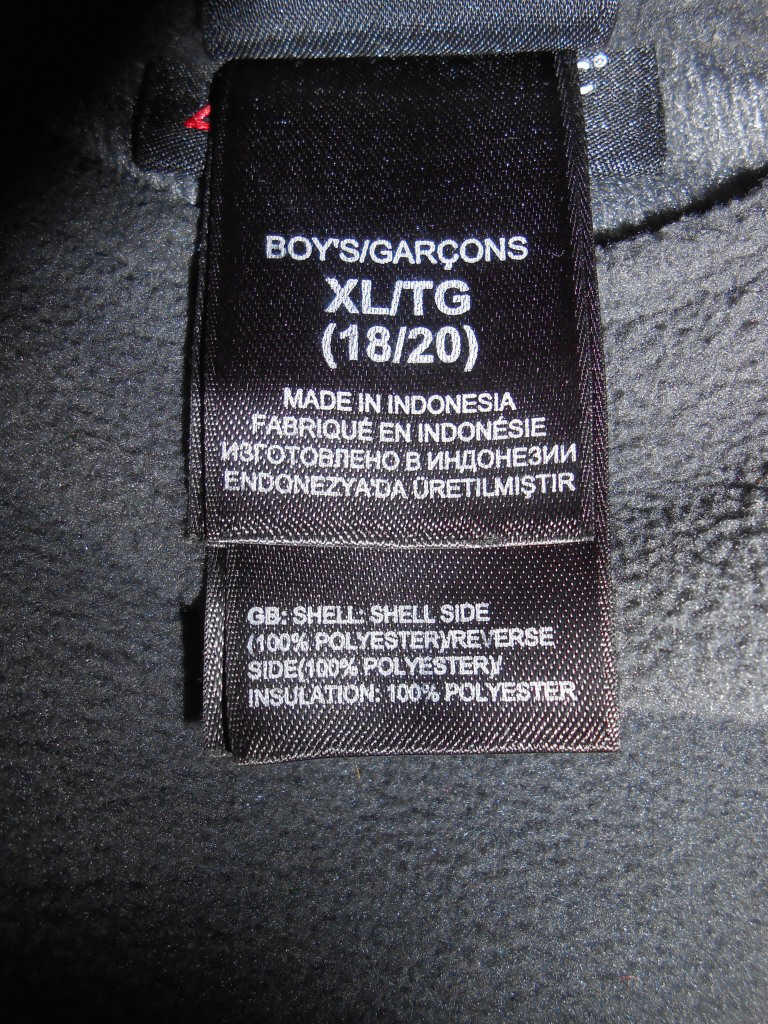 BOY'S/GARÇONS
XL/TG
(18/20)
MADE IN INDONESIA
FABRIQUÉ EN INDONÉSIE
ИЗГОТОВЛЕНО В ИНДОНЕЗИИ
ENDONEZYA'DA ÜRETILMIŞTIR
GB: SHELL: SHELL SIDE
(100% POLYESTER)/REVERSE
SIDE(100% POLYESTER)/
INSULATION: 100% POLYESTER